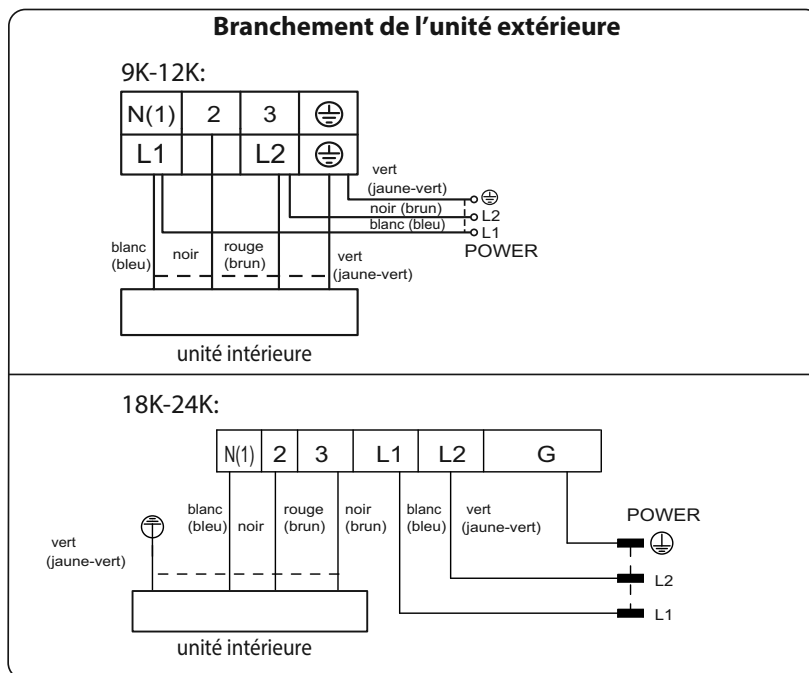 Branchement de l'unité extérieure
9K-12K:
N(1) 2 3
L1 L2
vert
(jaune-vert)
noir (brun)
L2
blanc (bleu)
L1
POWER
blanc
(bleu)
noir
rouge
(brun)
vert
(jaune-vert)
unité intérieure
18K-24K:
N(1) 2 3 L1 L2 G
blanc
(bleu)
noir
rouge
(brun)
noir
(brun)
blanc
(bleu)
vert
(jaune-vert)
POWER
vert
(jaune-vert)
L2
L1
unité intérieure